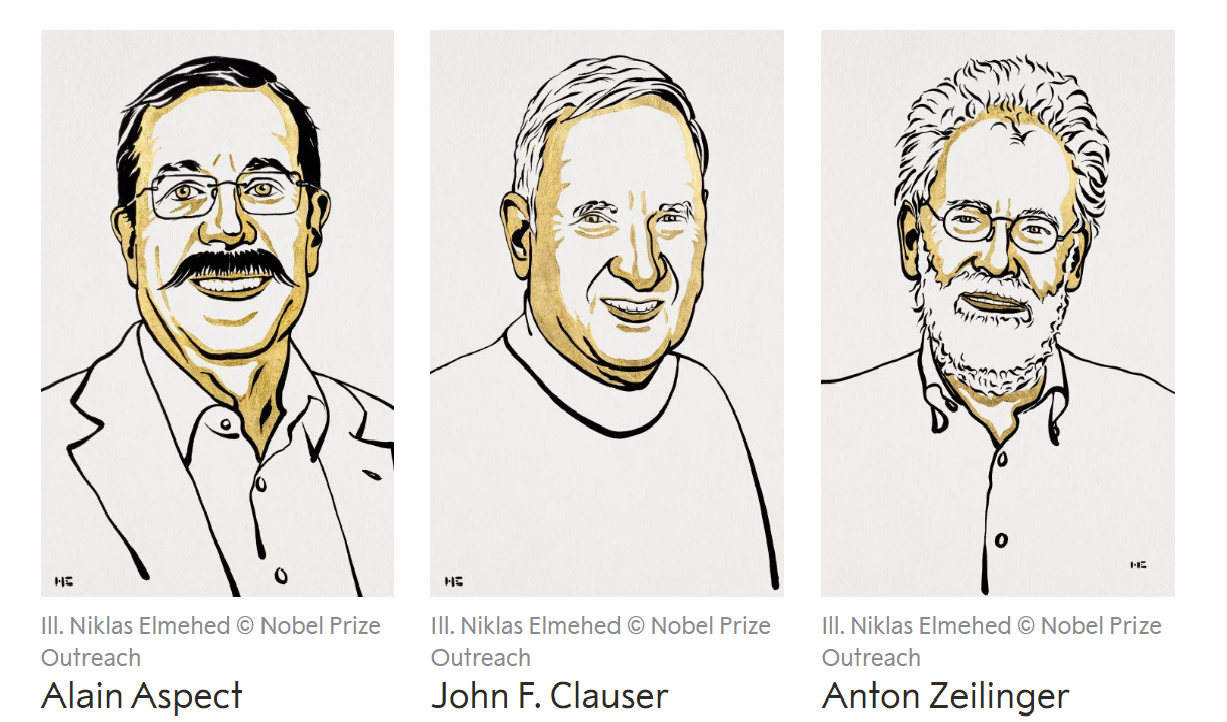 Ill. Niklas Elmehed © Nobel Prize
Outreach
Alain Aspect
Ill. Niklas Elmehed © Nobel Prize
Outreach
John F. Clauser
Ill. Niklas Elmehed © Nobel Prize
Outreach
Anton Zeilinger